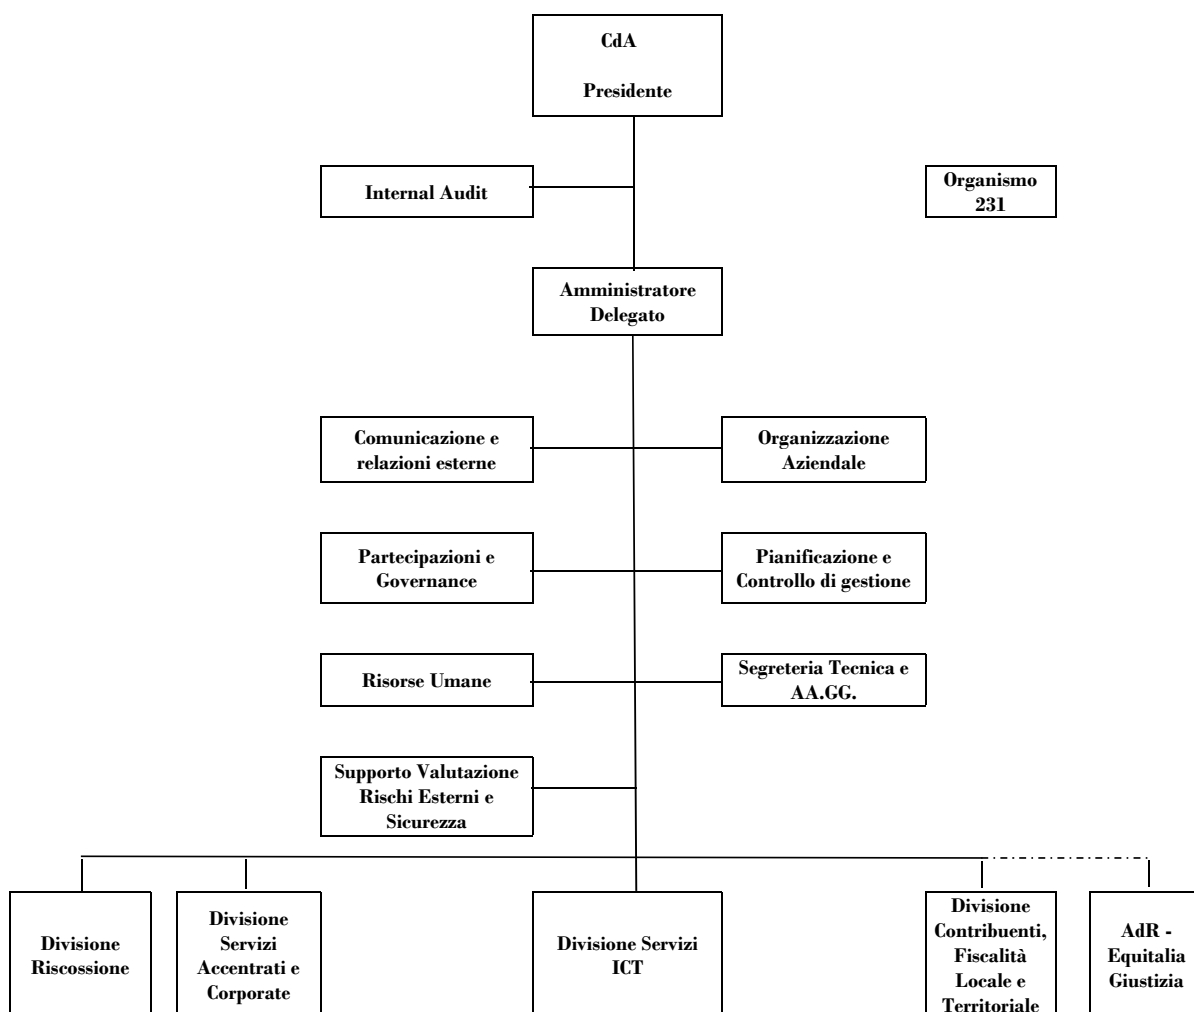 CdA
Presidente
Internal Audit
Organismo
231
Amministratore
Delegato
Comunicazione e
relazioni esterne
Organizzazione
Aziendale
Partecipazioni e
Governance
Pianificazione e
Controllo di gestione
Risorse Umane
Segreteria Tecnica e
AA.GG.
Supporto Valutazione
Rischi Esterni e
Sicurezza
Divisione
Riscossione
Divisione
Servizi
Accentrati e
Corporate
Divisione Servizi
ICT
Divisione
Contribuenti,
Fiscalità
Locale e
Territoriale
AdR -
Equitalia
Giustizia